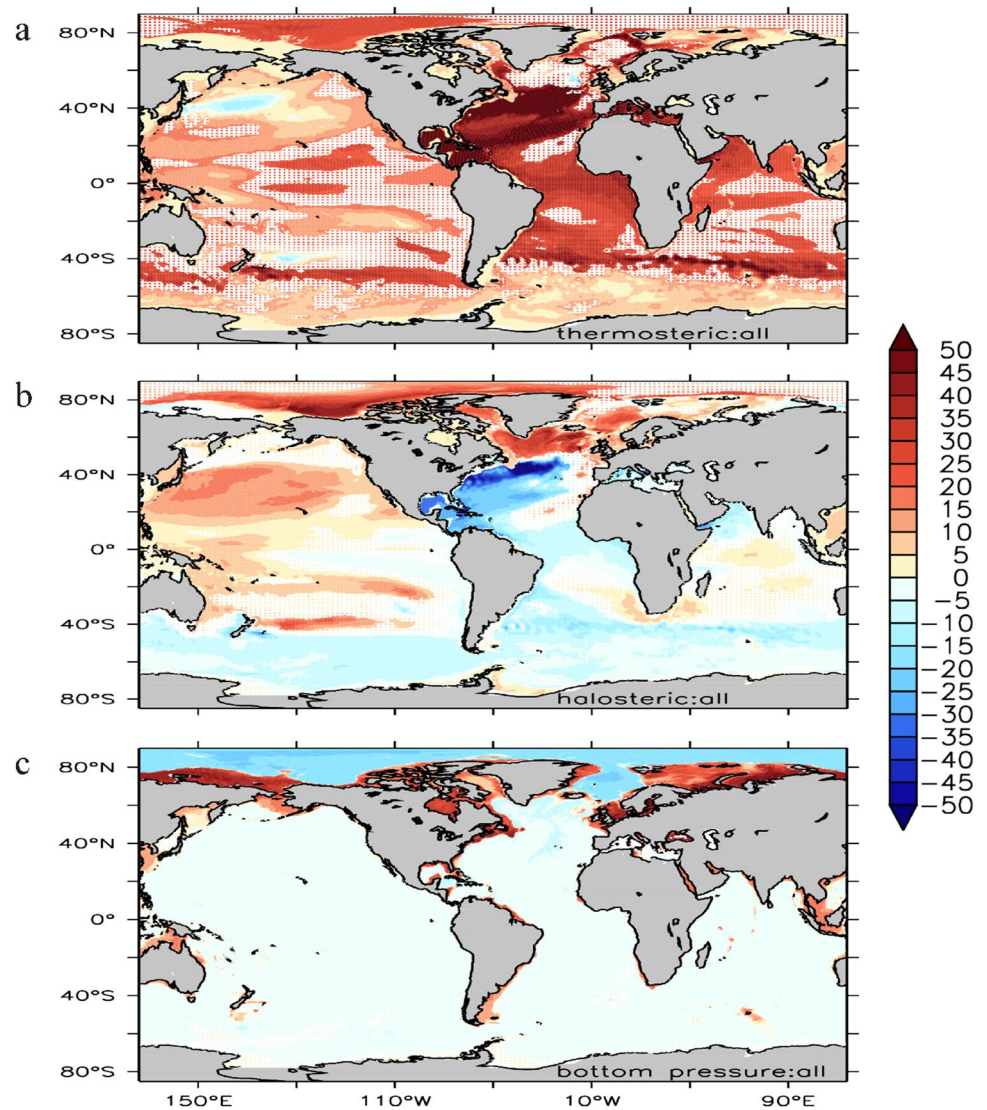 a
80°N
40°N
0°
40°S
80°S
thermosteric:all
b
80°N
40°N
0°
40°S
80°S
halosteric:all
c
80°N
40°N
0°
40°S
80°S
bottom pressure:all
150°E
110°W
10°W
90°E
50
45
40
35
30
25
20
15
10
5
0
−5
−10
−15
−20
−25
−30
−35
−40
−45
−50